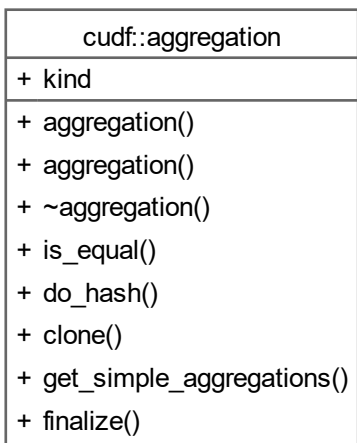 cudf::aggregation
+ kind
+ aggregation()
+ aggregation()
+ ~aggregation()
+ is_equal()
+ do_hash()
+ clone()
+ get_simple_aggregations()
+ finalize()